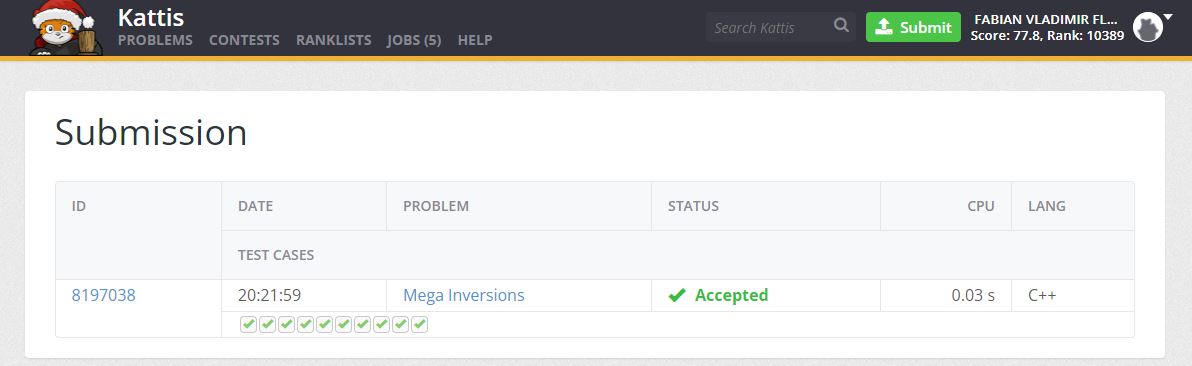 Kattis
PROBLEMS CONTESTS RANKLISTS JOBS (5) HELP
Search Kattis
Submit
FABIAN VLADIMIR FL...
Score: 77.8, Rank: 10389
Submission
ID DATE PROBLEM STATUS CPU LANG
TEST CASES
8197038 20:21:59 Mega Inversions Accepted 0.03 s C++